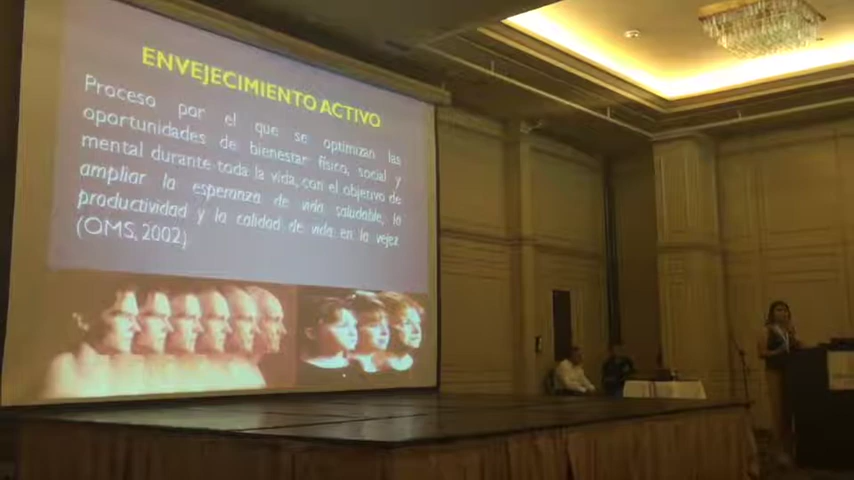 ENVEJECIMIENTO ACTIVO
Proceso por el que se optimizan las
oportunidades de bienestar físico, social y
mental durante toda la vida, con el objetivo de
ampliar la esperanza de vida saludable, la
productividad y la calidad de vida en la vejez
(OMS, 2002)